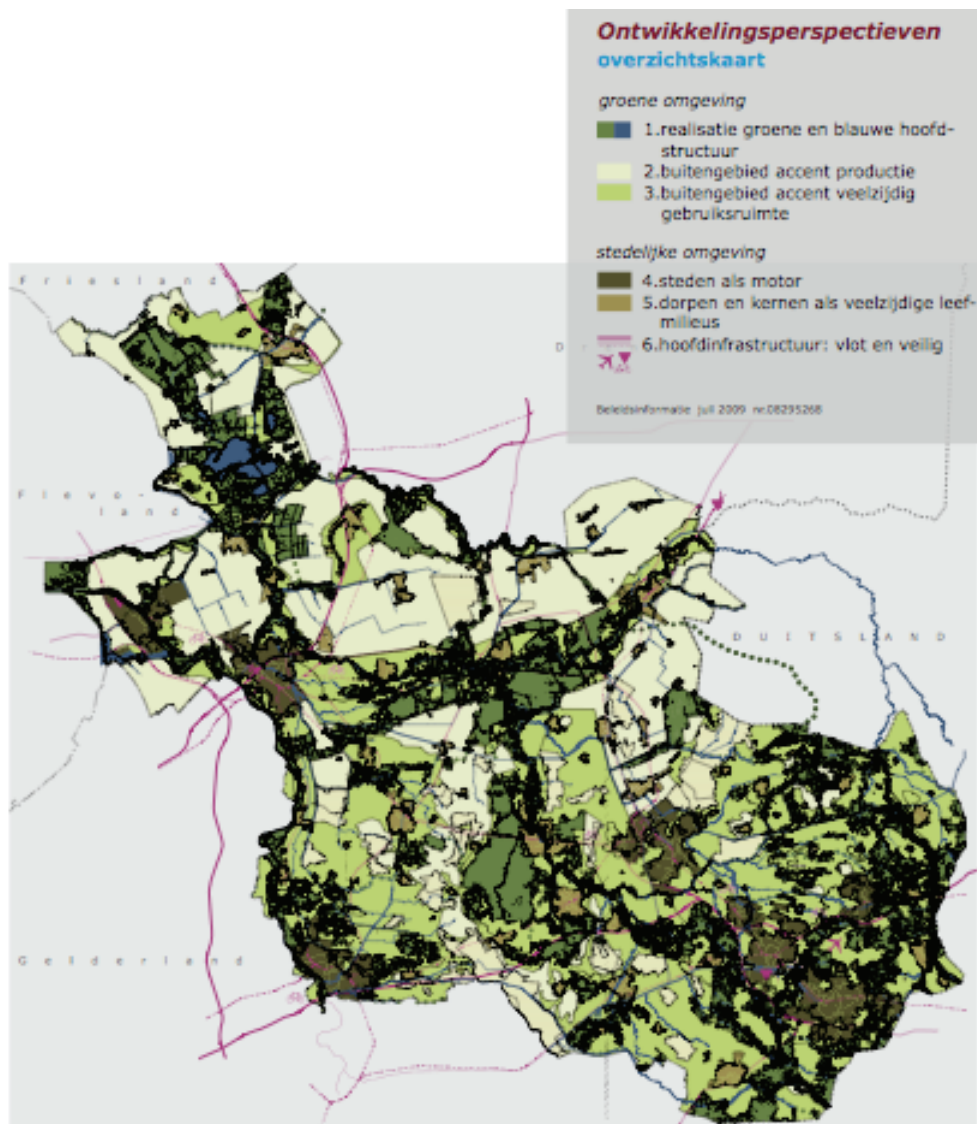 Ontwikkelingsperspectieven
overzichtskaart
groene omgeving
1.realisatie groene en blauwe hoofd-
structuur
2.buitengebied accent productie
3.buitengebied accent veelzijdig
gebruiksruimte
stedelijke omgeving
4.steden als motor
5.dorpen en kernen als veelzijdige leef-
milieus
6.hoofdinfrastructuur: vlot en veilig
Beleidsinformatie juli 2009 nr.08295268
Friesland
Flevo-
land
DUITSLAND
Gelderland